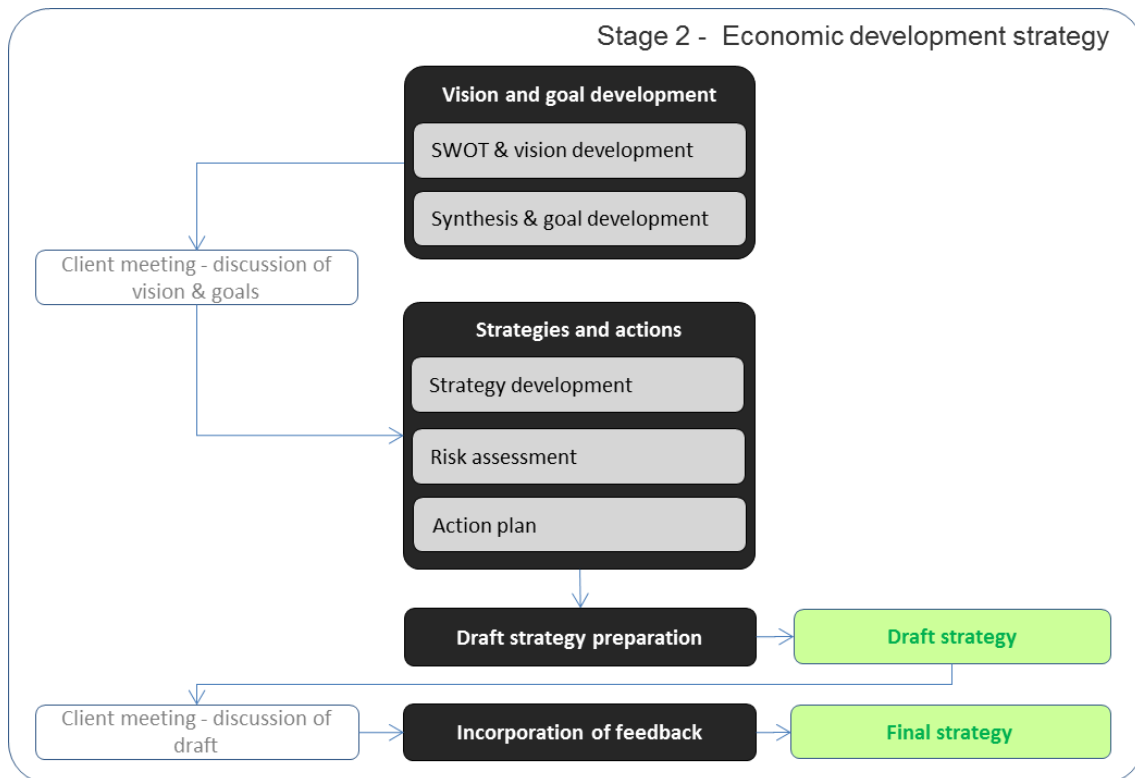 Stage 2 - Economic development strategy
Vision and goal development
SWOT & vision development
Synthesis & goal development
Client meeting - discussion of
vision & goals
Strategies and actions
Strategy development
Risk assessment
Action plan
Draft strategy preparation
Draft strategy
Client meeting - discussion of
draft
Incorporation of feedback
Final strategy